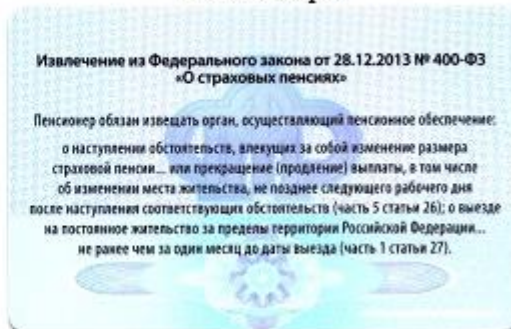 Извлечение из Федерального закона от 28.12.2013 № 400-ФЗ
«О страховых пенсиях»
Пенсионер обязан извещать орган, осуществляющий пенсионное обеспечение:
о наступлении обстоятельств, влекущих за собой изменение размера
страховой пенсии... или прекращение (продление) выплаты, в том числе
об изменении места жительства, не позднее следующего рабочего дня
после наступления соответствующих обстоятельств (часть 5 статьи 26); о выезде
на постоянное жительство за пределы территории Российской Федерации...
не ранее чем за один месяц до даты выезда (часть 1 статьи 27).